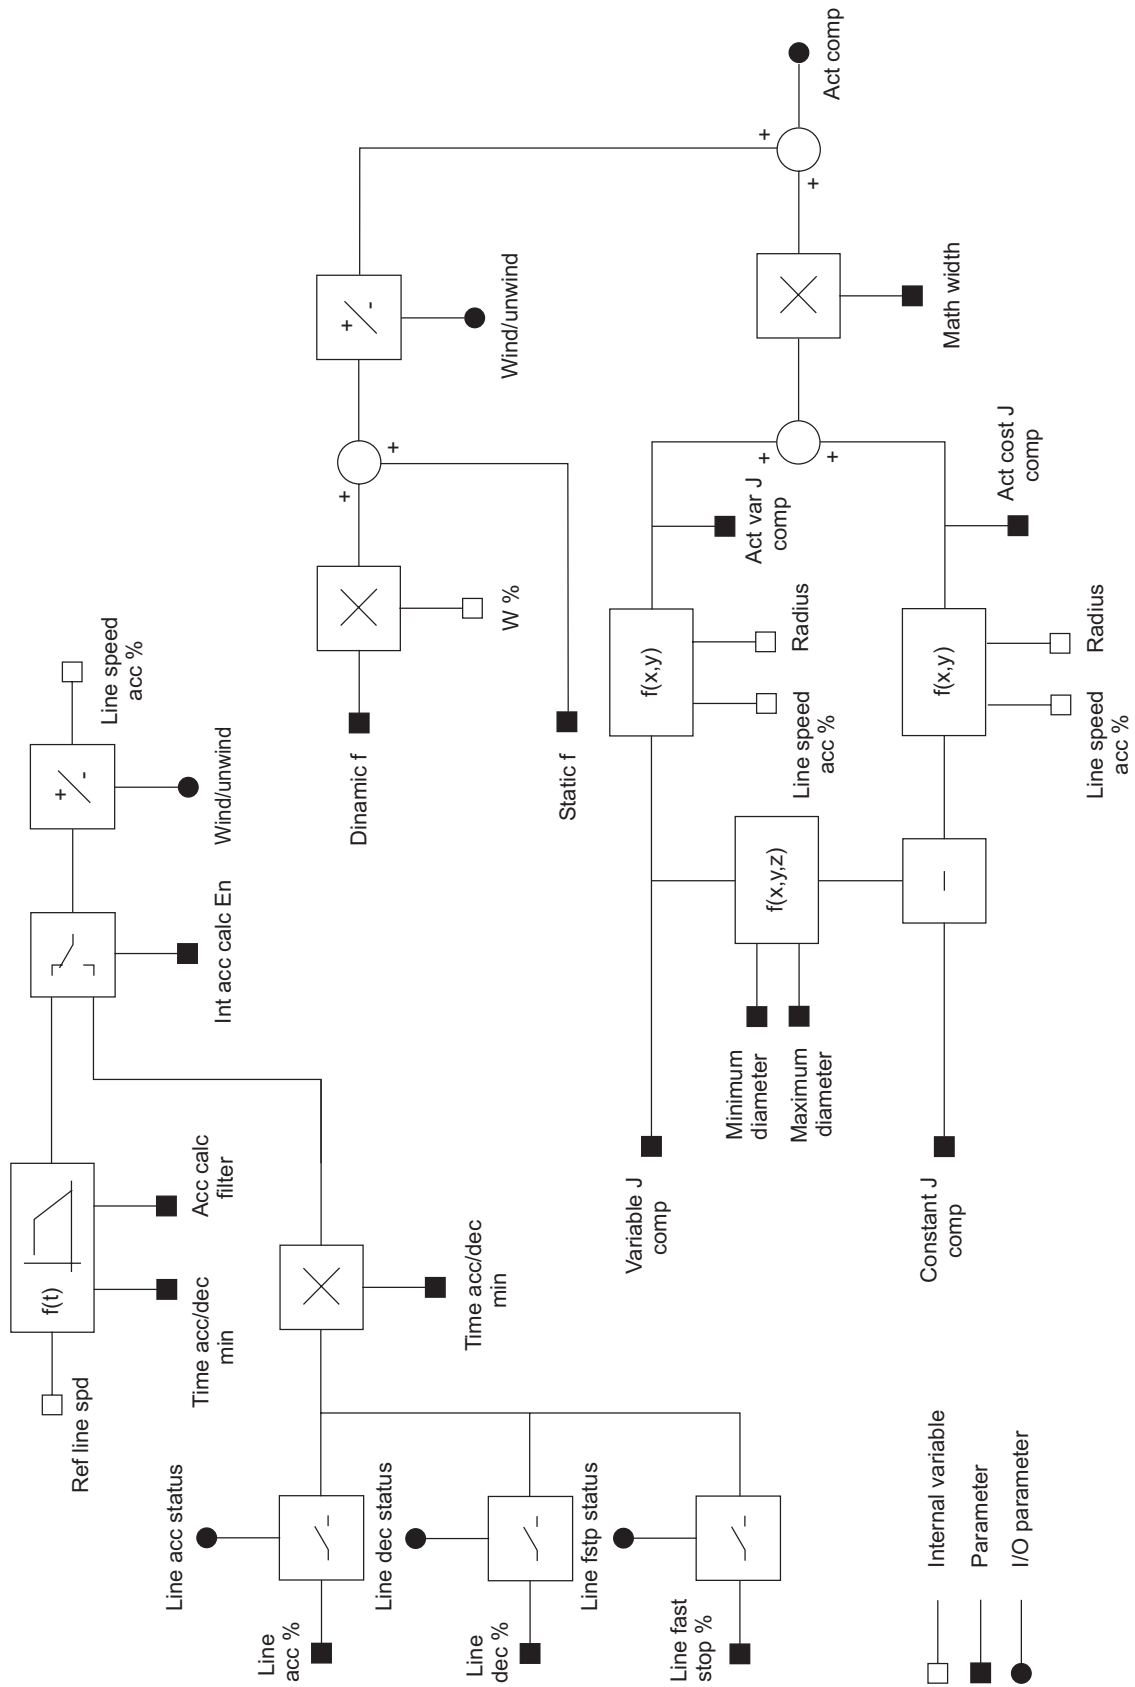 Ref line spd
f(t)
Time acc/dec
min
Acc calc
filter
Int acc calc En
+
-
Wind/unwind
Line speed
acc %
Line acc status
Line
acc %
Line dec status
Line
dec %
Line fstp status
Line fast
stop %
Time acc/dec
min
Dinamic f
W %
Static f
+
+
+
-
Wind/unwind
Variable J
comp
Minimum
diameter
Maximum
diameter
f(x,y,z)
Constant J
comp
–
f(x,y)
Line speed
acc %
Radius
Act var J
comp
f(x,y)
Line speed
acc %
Radius
Act cost J
comp
+
+
Math width
+
+
Act comp
Internal variable
Parameter
I/O parameter